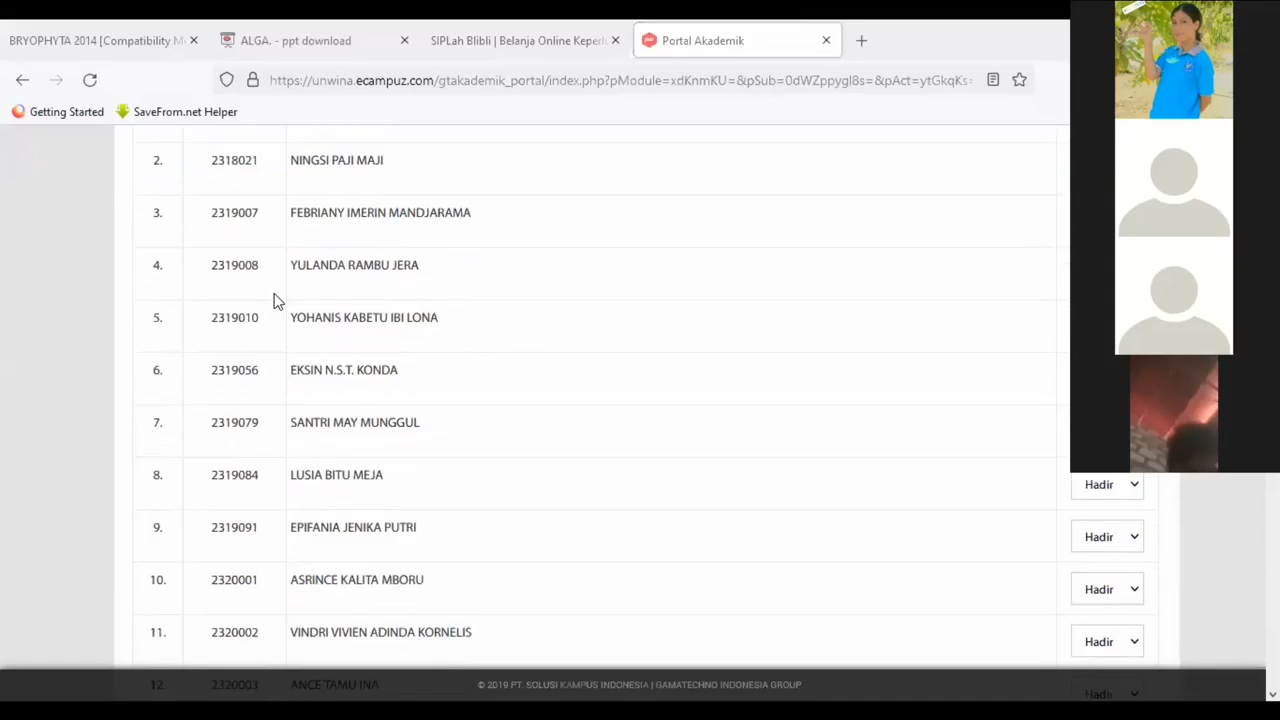 BRYOPHYTA 2014 [Compatibility M
ALGA. - ppt download
SIPLah Blibli | Belanja Online Keperlu
Portal Akademik
https://unwina.ecampuz.com/gtakademik_portal/index.php?pModule=xdKnmKU=&pSub=0dWZppygl8s=&pAct=ytGkqKs=
Getting Started
SaveFrom.net Helper
2. 2318021 NINGSI PAJI MAJI
3. 2319007 FEBRIANY IMERIN MANDJARAMA
4. 2319008 YULANDA RAMBU JERA
5. 2319010 YOHANIS KABETU IBI LONA
6. 2319056 EKSIN N.S.T. KONDA
7. 2319079 SANTRI MAY MUNGGUL
8. 2319084 LUSIA BITU MEJA Hadir
9. 2319091 EPIFANIA JENIKA PUTRI Hadir
10. 2320001 ASRINCE KALITA MBORU Hadir
11. 2320002 VINDRI VIVIEN ADINDA KORNELIS Hadir
12. 2320003 ANCE TAMU INA Hadir
© 2019 PT. SOLUSI KAMPUS INDONESIA | GAMATECHNO INDONESIA GROUP